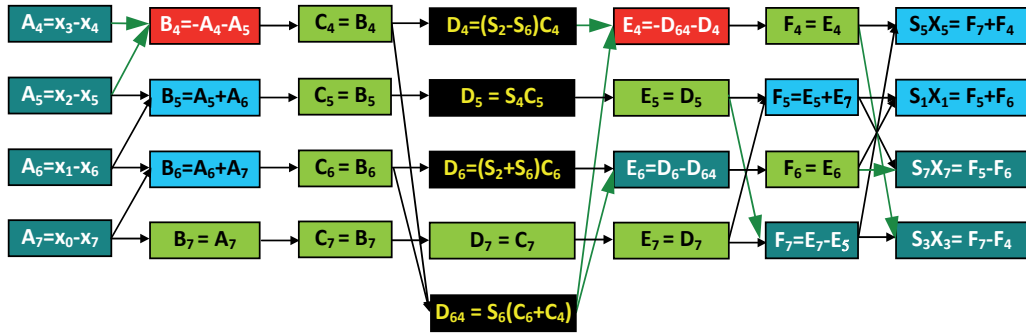 A₄=x₃-x₄ B₄=-A₄-A₅ C₄ = B₄ D₄=(S₂-S₆)C₄ E₄=-D₆₄-D₄ F₄ = E₄ S₅X₅= F₇+F₄
A₅=x₂-x₅ B₅=A₅+A₆ C₅ = B₅ D₅ = S₄C₅ E₅ = D₅ F₅=E₅+E₇ S₁X₁= F₅+F₆
A₆=x₁-x₆ B₆=A₆+A₇ C₆ = B₆ D₆=(S₂+S₆)C₆ E₆=D₆-D₆₄ F₆ = E₆ S₇X₇= F₅-F₆
A₇=x₀-x₇ B₇ = A₇ C₇ = B₇ D₇ = C₇ E₇ = D₇ F₇=E₇-E₅ S₃X₃= F₇-F₄
D₆₄ = S₆(C₆+C₄)